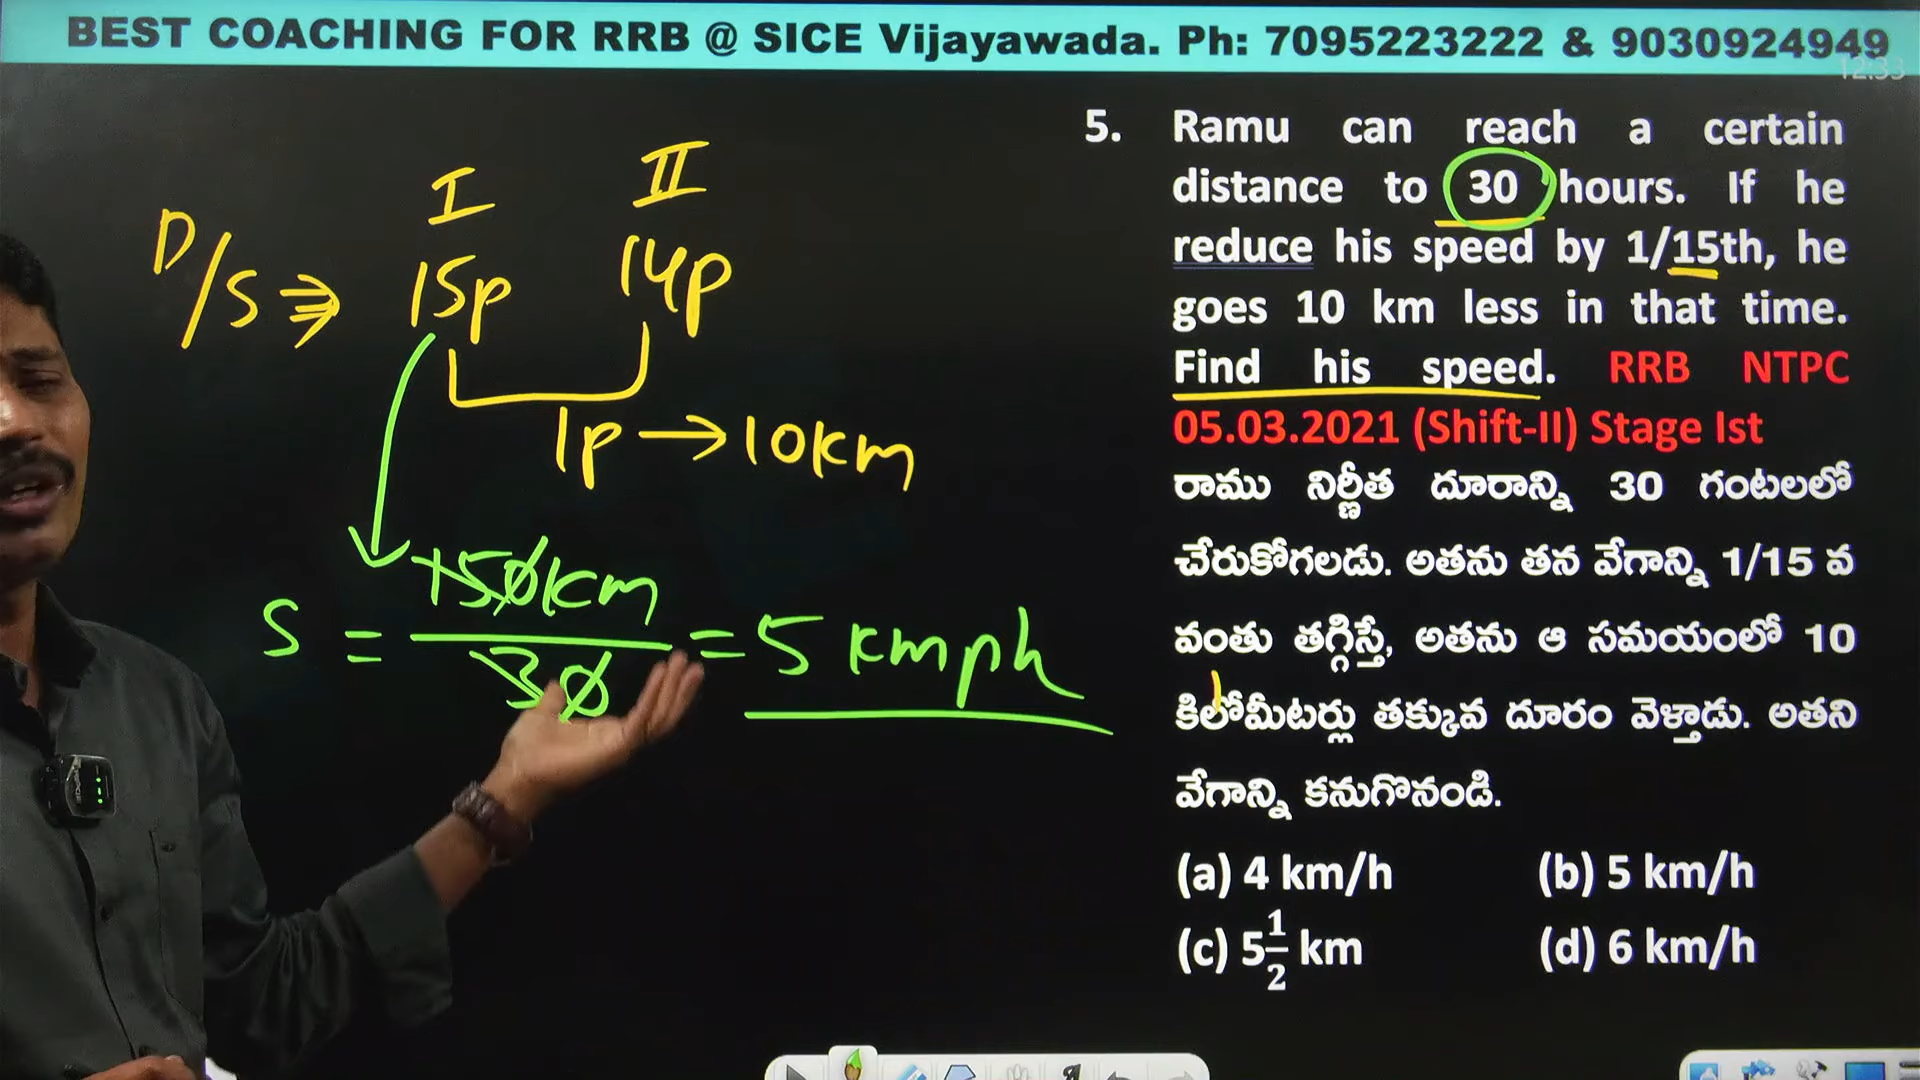 BEST COACHING FOR RRB @ SICE Vijayawada. Ph: 7095223222 & 9030924949
12:33
I II
D/S ⇒ 15p 14p
1p → 10km
S = 150km / 30 = 5 kmph
5. Ramu can reach a certain
distance to 30 hours. If he
reduce his speed by 1/15th, he
goes 10 km less in that time.
Find his speed. RRB NTPC
05.03.2021 (Shift-II) Stage Ist
రాము నిర్ణీత దూరాన్ని 30 గంటలలో
చేరుకోగలడు. అతను తన వేగాన్ని 1/15 వ
వంతు తగ్గిస్తే, అతను ఆ సమయంలో 10
కిలోమీటర్లు తక్కువ దూరం వెళ్తాడు. అతని
వేగాన్ని కనుగొనండి.
(a) 4 km/h (b) 5 km/h
(c) 5 1/2 km (d) 6 km/h